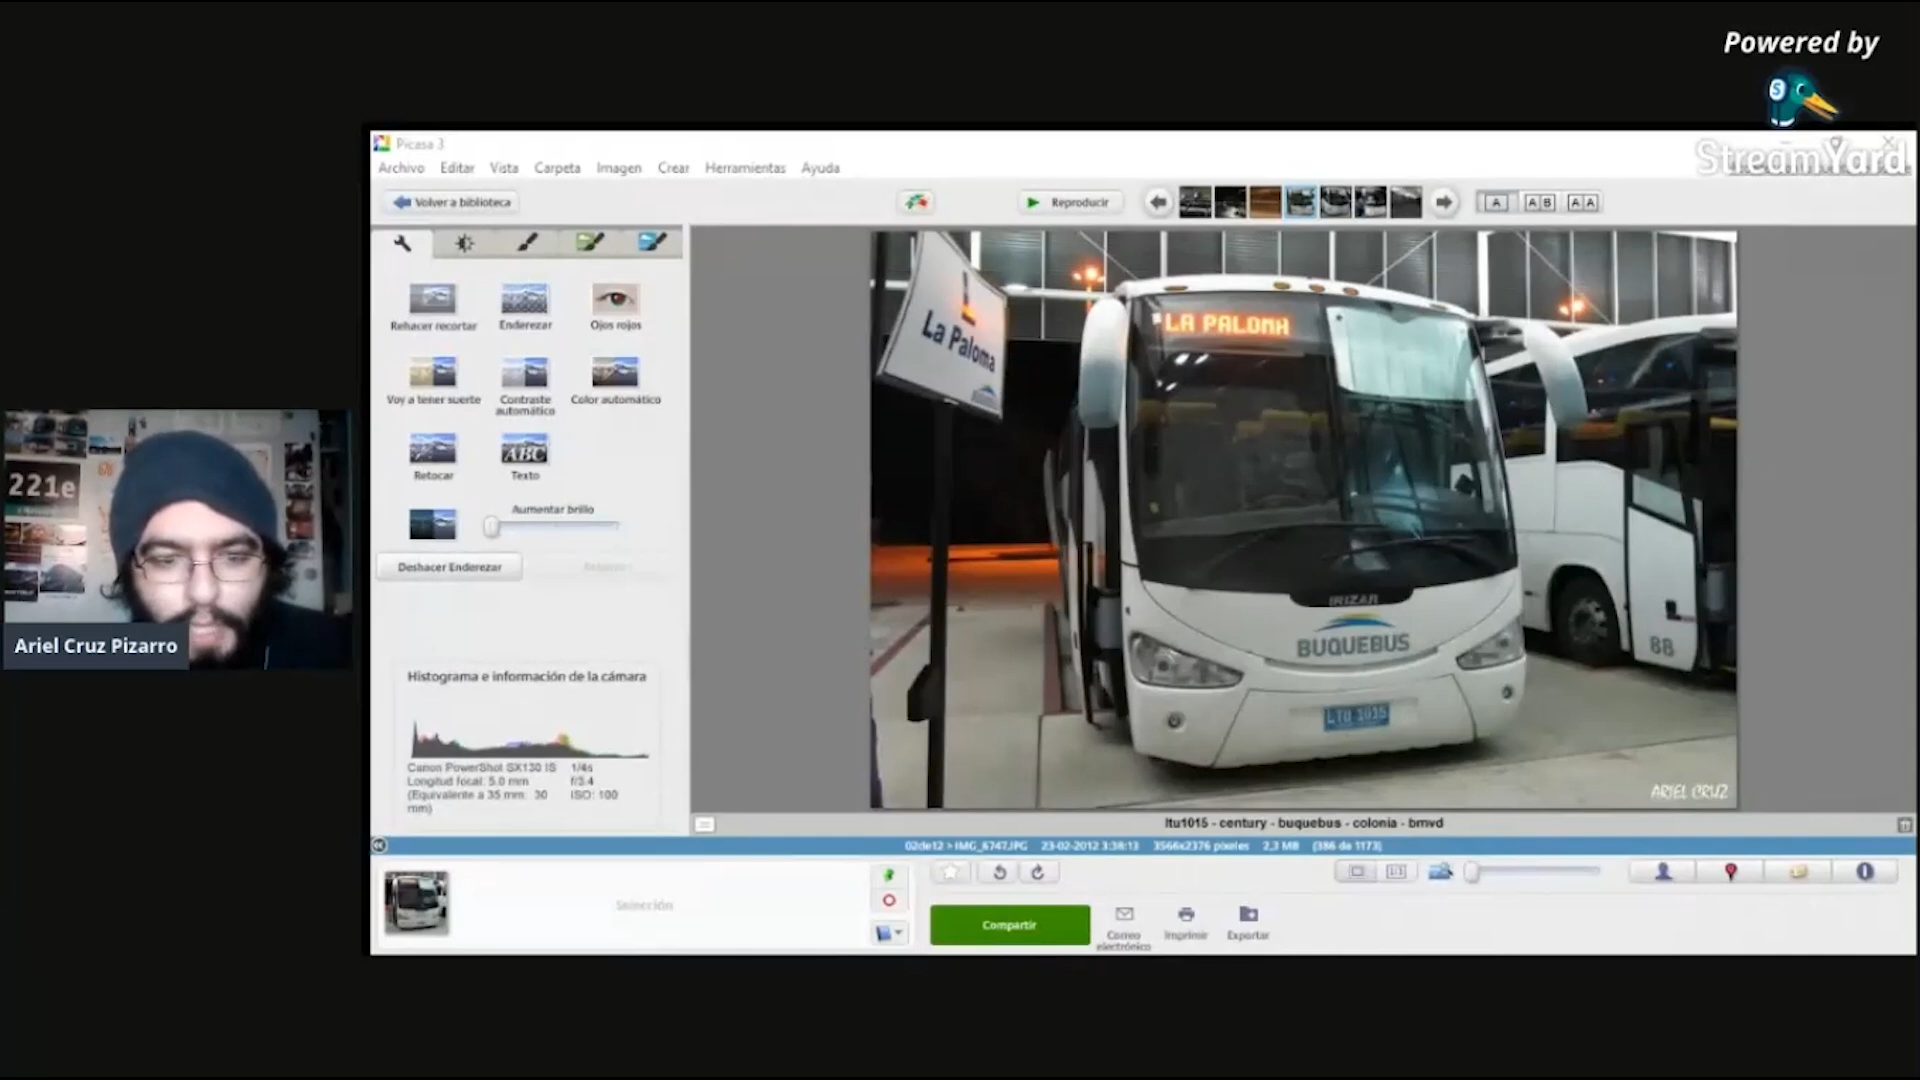 Powered by
StreamYard
Picasa 3
Archivo Editar Vista Carpeta Imagen Crear Herramientas Ayuda
Volver a biblioteca
Reproducir
A
A B
A A
Rehacer recortar
Enderezar
Ojos rojos
Voy a tener suerte
Contraste automático
Color automático
Retocar
ABC
Texto
Aumentar brillo
Deshacer Enderezar
Histograma e información de la cámara
Canon PowerShot SX130 IS 1/4s
Longitud focal: 5.0 mm f/3.4
(Equivalente a 35 mm: 30 ISO: 100
mm)
La Paloma
LA PALOMA
IRIZAR
BUQUEBUS
LTU 1015
88
ARIEL CRUZ
221e
Ariel Cruz Pizarro
ltu1015 - century - buquebus - colonia - bmvd
02de12 > IMG_6747.JPG 23-02-2012 3:38:13 3566x2376 píxeles 2,3 MB (386 de 1173)
Selección
Compartir
Correo electrónico
Imprimir
Exportar